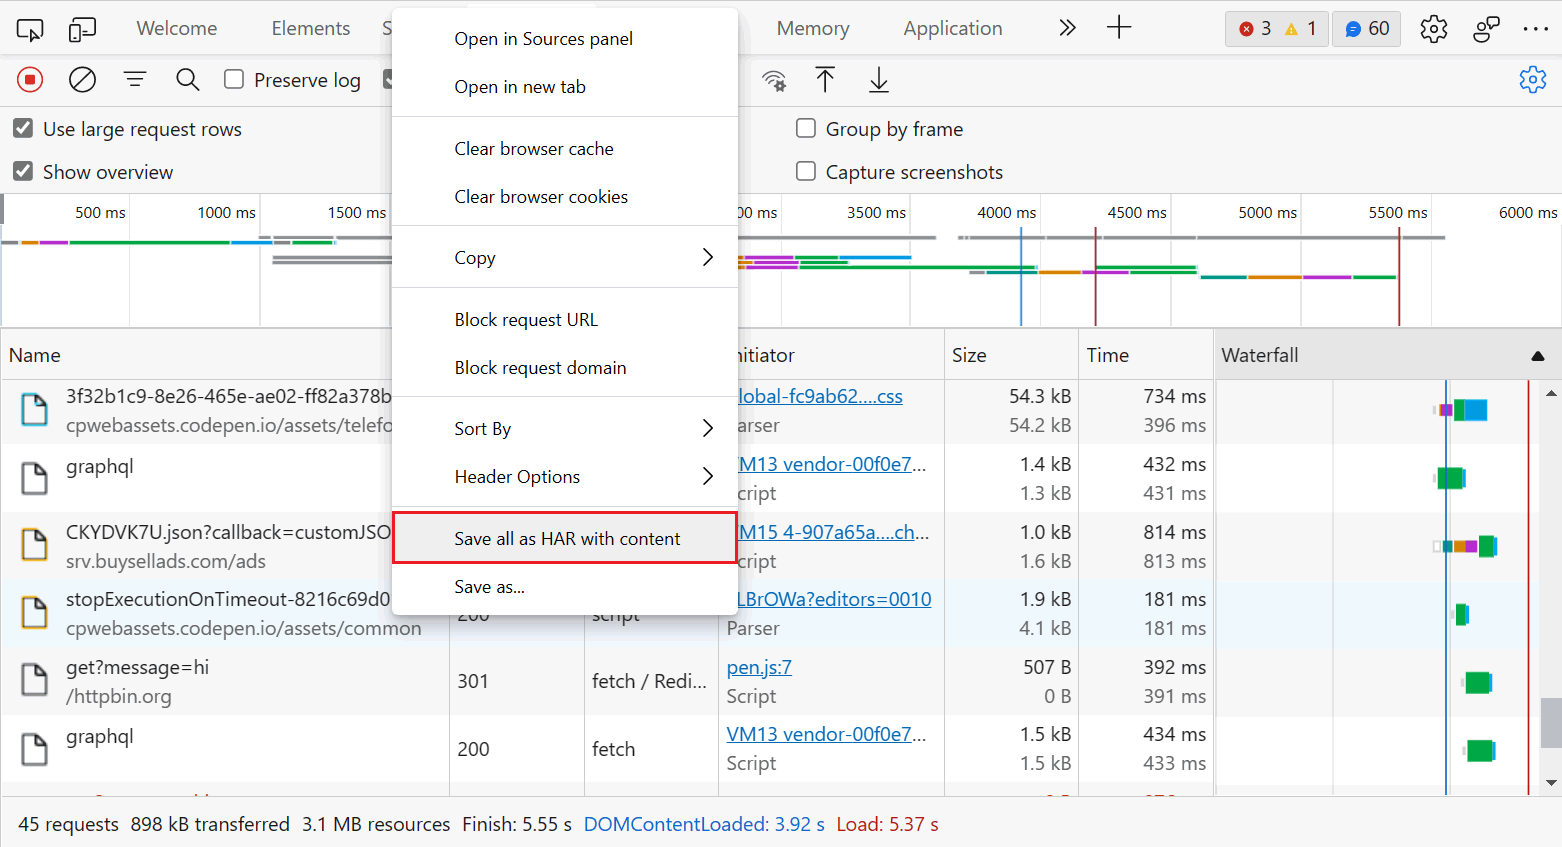 Welcome Elements Memory Application 3 1 60
Preserve log
Use large request rows Group by frame
Show overview Capture screenshots
Open in Sources panel
Open in new tab
Clear browser cache
Clear browser cookies
Copy
Block request URL
Block request domain
Sort By
Header Options
Save all as HAR with content
Save as...
500 ms 1000 ms 1500 ms 3500 ms 4000 ms 4500 ms 5000 ms 5500 ms 6000 ms
Name Size Time Waterfall
3f32b1c9-8e26-465e-ae02-ff82a378b lobal-fc9ab62....css 54.3 kB 734 ms
cpwebassets.codepen.io/assets/telefo arser 54.2 kB 396 ms
graphql M13 vendor-00f0e7... 1.4 kB 432 ms
cript 1.3 kB 431 ms
CKYDVK7U.json?callback=customJSO M15 4-907a65a....ch... 1.0 kB 814 ms
srv.buysellads.com/ads cript 1.6 kB 813 ms
stopExecutionOnTimeout-8216c69d0 LBrOWa?editors=0010 1.9 kB 181 ms
cpwebassets.codepen.io/assets/common 200 script Parser 4.1 kB 181 ms
get?message=hi 301 fetch / Redi... pen.js:7 507 B 392 ms
/httpbin.org Script 0 B 391 ms
graphql 200 fetch VM13 vendor-00f0e7... 1.5 kB 434 ms
Script 1.5 kB 433 ms
45 requests 898 kB transferred 3.1 MB resources Finish: 5.55 s DOMContentLoaded: 3.92 s Load: 5.37 s